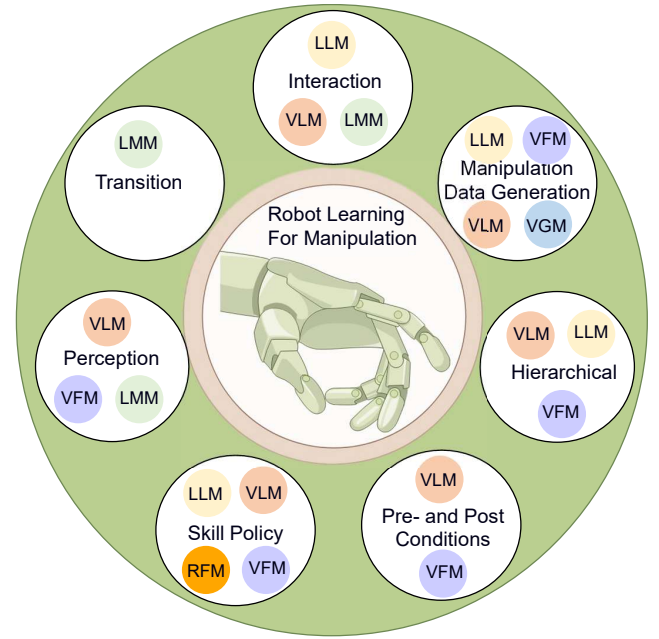 LLM
Interaction
VLM LMM
LLM VFM
Manipulation
Data Generation
VLM VGM
VLM LLM
Hierarchical
VFM
VLM
Pre- and Post
Conditions
VFM
LLM VLM
Skill Policy
RFM VFM
VLM
Perception
VFM LMM
LMM
Transition
Robot Learning
For Manipulation